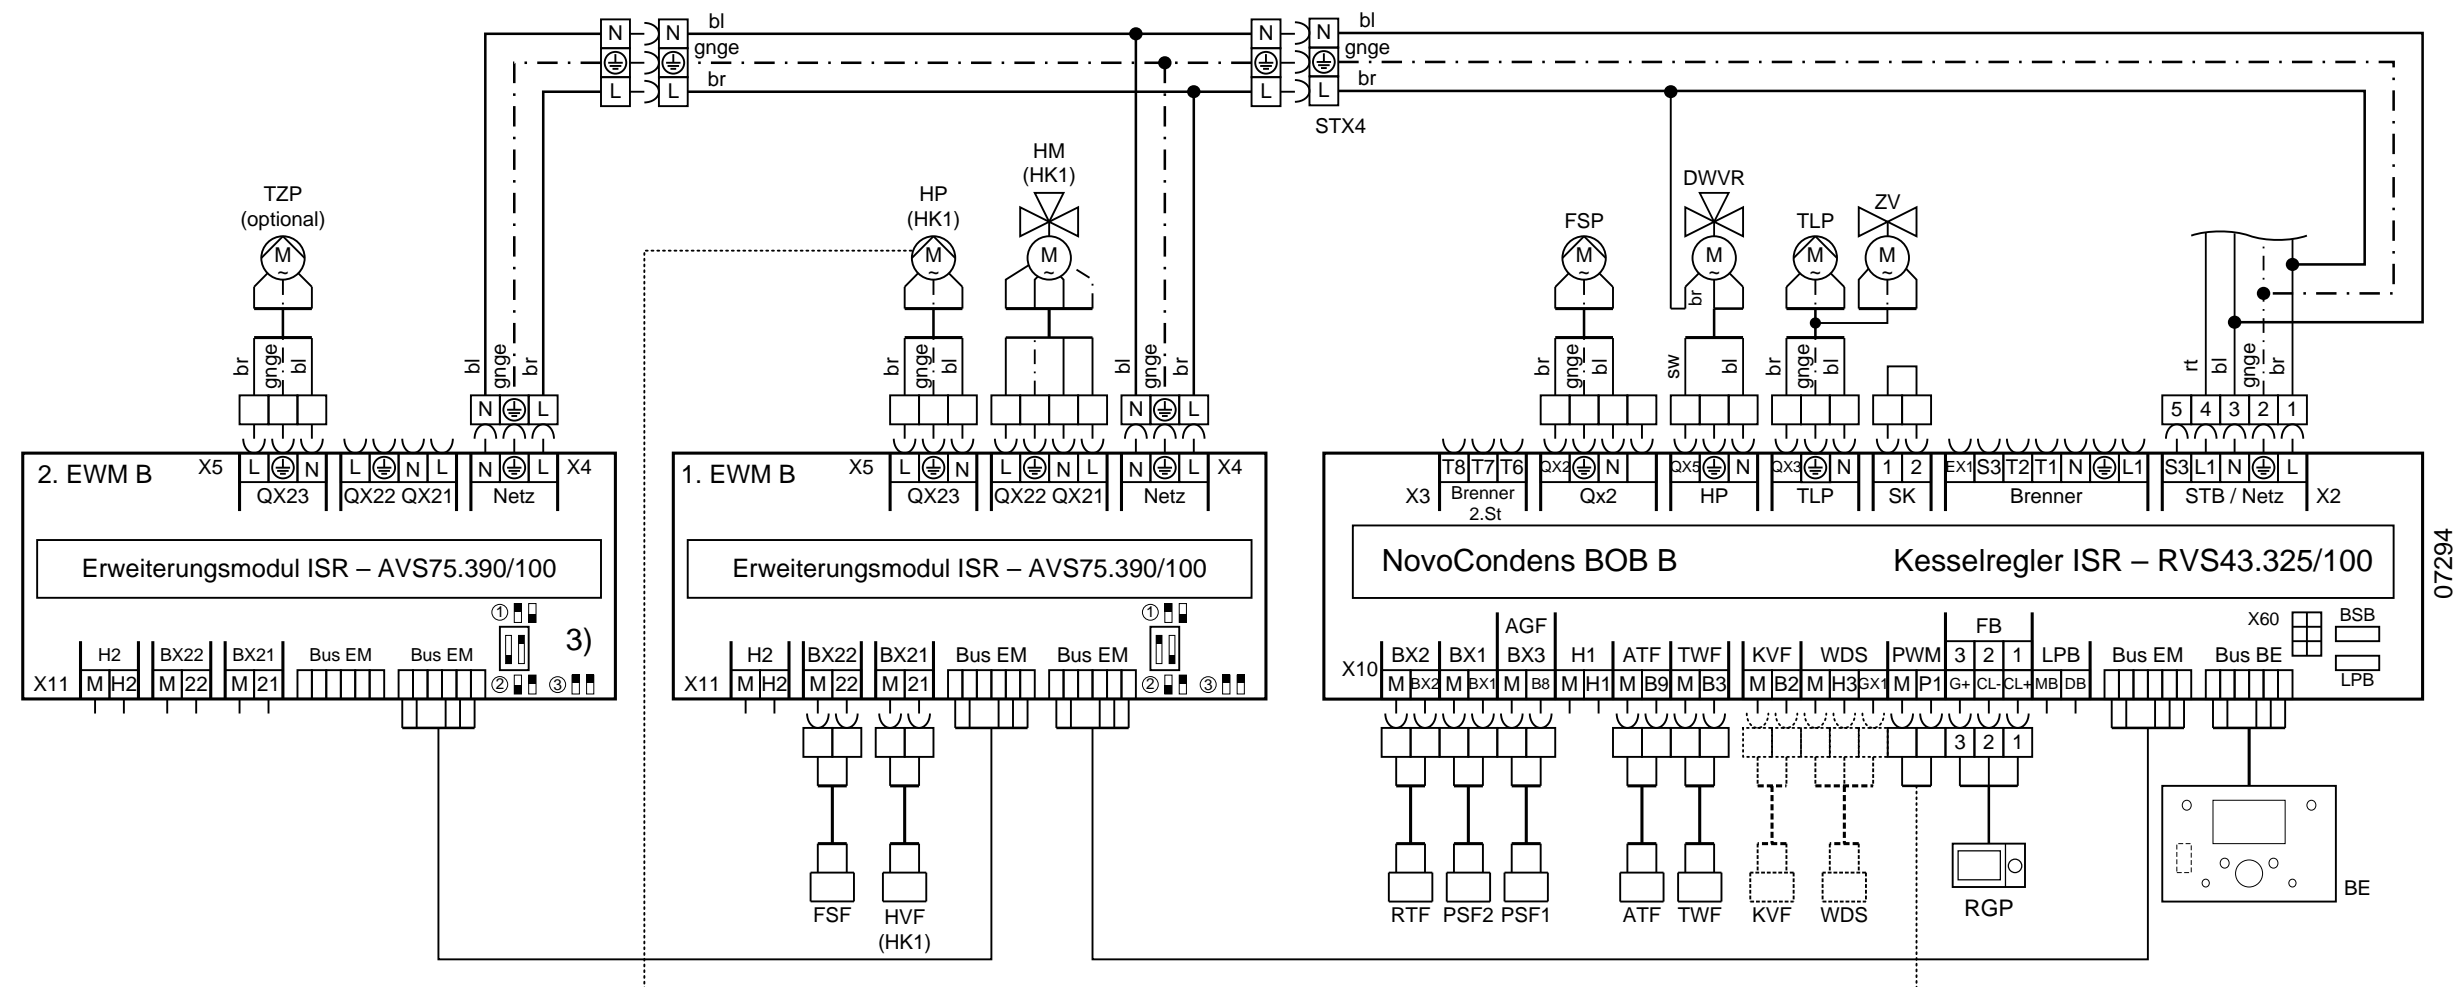 bl
bl
N N N N
gnge gnge
⏚ ⏚ ⏚ ⏚
br br
L L L L
STX4
HM
(HK1)
TZP
(optional)
HP
(HK1)
DWVR
FSP
TLP
ZV
M
~
M
~
M
~
M
~
M
~
M
~
M
~
br
br gnge bl
bl gnge br
br gnge bl
bl gnge br
br gnge bl
sw bl
br gnge bl
rt bl gnge br
N ⏚ L
N ⏚ L
5 4 3 2 1
2. EWM B
X5
L ⏚ N
L ⏚ N L
N ⏚ L
X4
QX23
QX22 QX21
Netz
1. EWM B
X5
L ⏚ N
L ⏚ N L
N ⏚ L
X4
QX23
QX22 QX21
Netz
X3
T8 T7 T6
QX2 ⏚ N
QX5 ⏚ N
QX3 ⏚ N
1 2
EX1 S3 T2 T1 N ⏚ L1
S3 L1 N ⏚ L
X2
Brenner
2.St
Qx2
HP
TLP
SK
Brenner
STB / Netz
Erweiterungsmodul ISR – AVS75.390/100
Erweiterungsmodul ISR – AVS75.390/100
NovoCondens BOB B Kesselregler ISR – RVS43.325/100
07294
①
3)
②
③
X11
H2 BX22 BX21 Bus EM Bus EM
M H2 M 22 M 21
①
②
③
X11
H2 BX22 BX21 Bus EM Bus EM
M H2 M 22 M 21
X60
BSB
LPB
AGF
FB
X10
BX2 BX1 BX3 H1 ATF TWF KVF WDS PWM 3 2 1 LPB Bus EM Bus BE
M BX2 M BX1 M B8 M H1 M B9 M B3 M B2 M H3 GX1 M P1 G+ CL- CL+ MB DB
3 2 1
FSF
HVF
(HK1)
RTF PSF2 PSF1 ATF TWF KVF WDS
RGP
BE